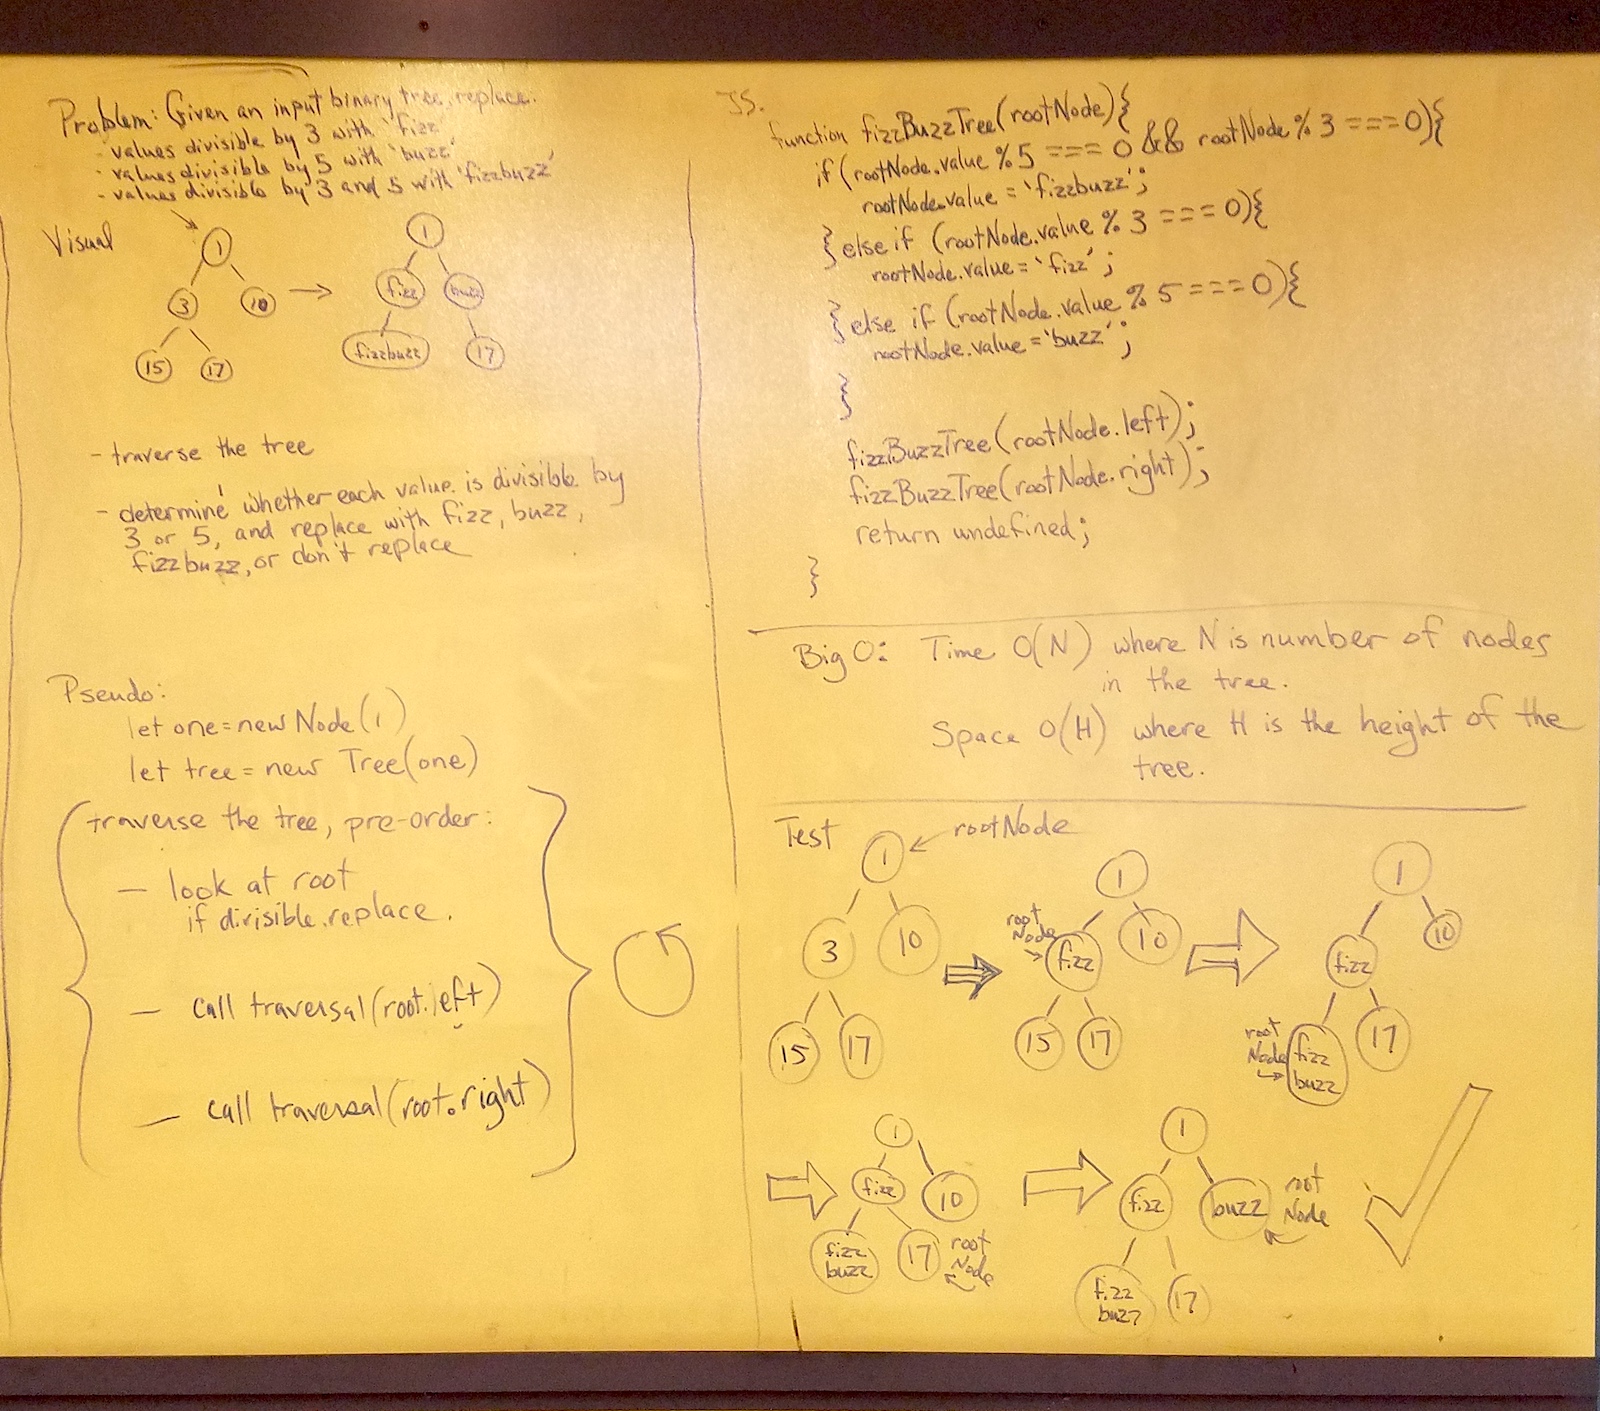 Problem: Given an input binary tree, replace:
- values divisible by 3 with 'fizz'
- values divisible by 5 with 'buzz'
- values divisible by 3 and 5 with 'fizzbuzz'
Visual
1
3
10
15
17
1
fizz
buzz
fizzbuzz
17
- traverse the tree
- determine whether each value is divisible by
3 or 5, and replace with fizz, buzz,
fizzbuzz, or don't replace
Pseudo:
let one = new Node(1)
let tree = new Tree(one)
traverse the tree, pre-order:
- look at root
if divisible.replace.
- call traversal(root.left)
- call traversal(root.right)
JS.
function fizzBuzzTree(rootNode){
if (rootNode.value % 5 === 0 && rootNode % 3 === 0){
rootNode.value = 'fizzbuzz';
}else if (rootNode.value % 3 === 0){
rootNode.value = 'fizz';
}else if (rootNode.value % 5 === 0){
rootNode.value = 'buzz';
}
fizzBuzzTree(rootNode.left);
fizzBuzzTree(rootNode.right);
return undefined;
}
Big O: Time O(N) where N is number of nodes
in the tree.
Space O(H) where H is the height of the
tree.
Test
1
rootNode
3
10
15
17
1
root
Node
fizz
10
15
17
1
fizz
10
root
Node
fizz
buzz
17
1
fizz
10
fizz
buzz
17
root
Node
1
fizz
buzz
root
Node
fizz
buzz
17